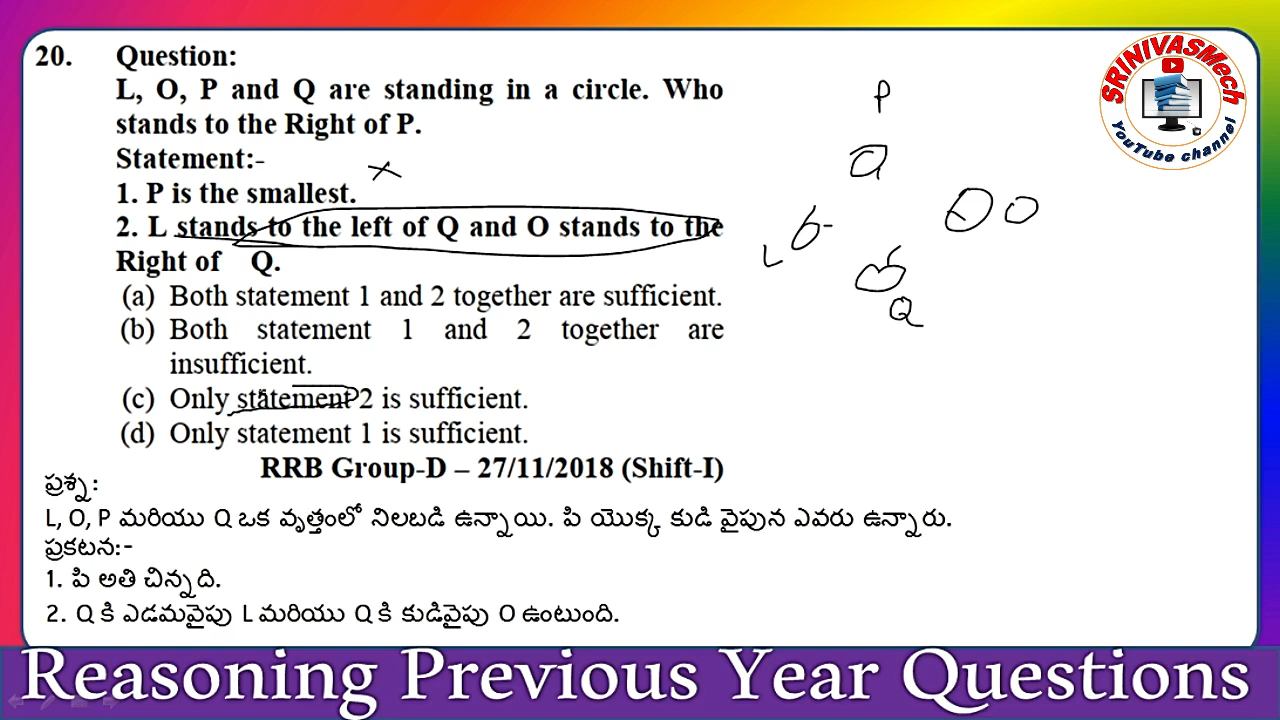 20. Question:
L, O, P and Q are standing in a circle. Who
stands to the Right of P.
Statement:-
1. P is the smallest.
2. L stands to the left of Q and O stands to the
Right of Q.
(a) Both statement 1 and 2 together are sufficient.
(b) Both statement 1 and 2 together are
insufficient.
(c) Only statement 2 is sufficient.
(d) Only statement 1 is sufficient.
RRB Group-D – 27/11/2018 (Shift-I)
ప్రశ్న:
L, O, P మరియు Q ఒక వృత్తంలో నిలబడి ఉన్నాయి. పి యొక్క కుడి వైపున ఎవరు ఉన్నారు.
ప్రకటన:-
1. పి అతి చిన్నది.
2. Q కి ఎడమవైపు L మరియు Q కి కుడివైపు O ఉంటుంది.
P
O
L
Q
SRINIVASMech
YouTube channel
Reasoning Previous Year Questions